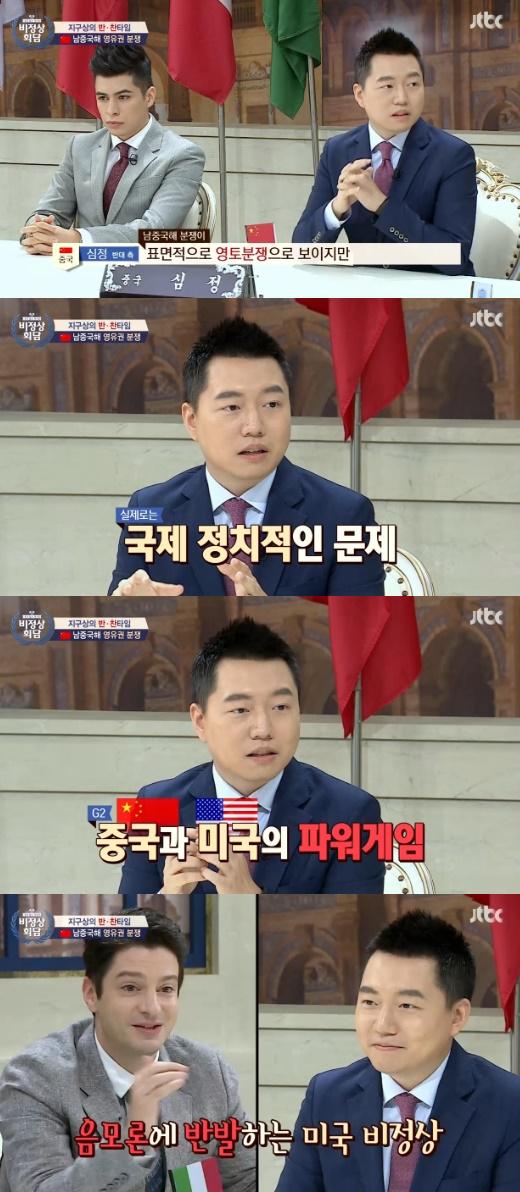 비정상
회담
지구상의 반·찬타임
남중국해 영유권 분쟁
jtbc
남중국해 분쟁이
중국
심정 반대 측
표면적으로 영토분쟁으로 보이지만
중국 심정
비정상
회담
지구상의 반·찬타임
남중국해 영유권 분쟁
jtbc
실제로는
국제 정치적인 문제
비정상
회담
지구상의 반·찬타임
남중국해 영유권 분쟁
jtbc
G2
중국과 미국의 파워게임
비정상
회담
지구상의 반·찬타임
남중국해 영유권 분쟁
jtbc
음모론에 반발하는 미국 비정상